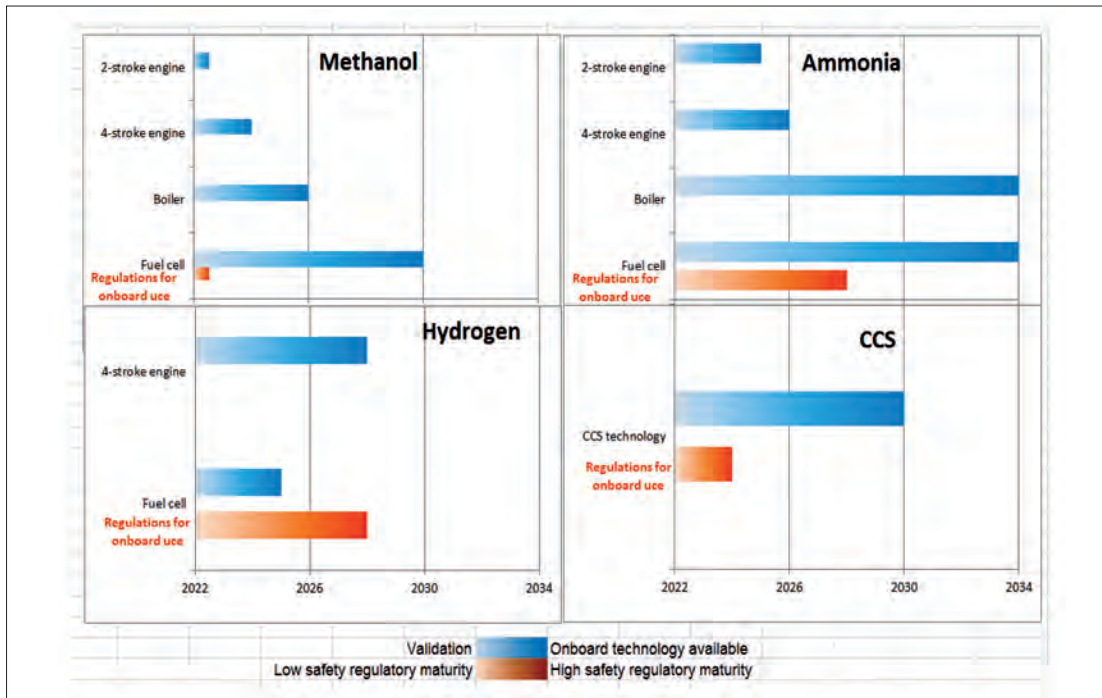 Methanol
2-stroke engine
4-stroke engine
Boiler
Fuel cell
Regulations for
onboard uce
Ammonia
2-stroke engine
4-stroke engine
Boiler
Fuel cell
Regulations for
onboard uce
Hydrogen
4-stroke engine
Fuel cell
Regulations for
onboard uce
2022 2026 2030 2034
CCS
CCS technology
Regulations for
onboard uce
2022 2026 2030 2034
Validation Onboard technology available
Low safety regulatory maturity High safety regulatory maturity